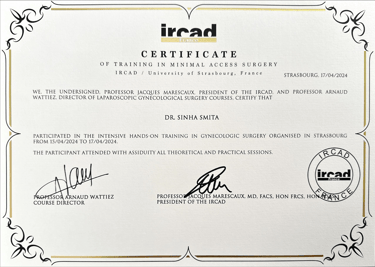 ircad
FRANCE
CERTIFICATE
OF TRAINING IN MINIMAL ACCESS SURGERY
IRCAD / University of Strasbourg, France
STRASBOURG, 17/04/2024
WE, THE UNDERSIGNED, PROFESSOR JACQUES MARESCAUX, PRESIDENT OF THE IRCAD, AND PROFESSOR ARNAUD
WATTIEZ, DIRECTOR OF LAPAROSCOPIC GYNECOLOGICAL SURGERY COURSES, CERTIFY THAT
DR. SINHA SMITA
PARTICIPATED IN THE INTENSIVE HANDS-ON TRAINING IN GYNECOLOGIC SURGERY ORGANISED IN STRASBOURG
FROM 15/04/2024 TO 17/04/2024.
THE PARTICIPANT ATTENDED WITH ASSIDUITY ALL THEORETICAL AND PRACTICAL SESSIONS.
PROFESSOR ARNAUD WATTIEZ
COURSE DIRECTOR
PROFESSOR JACQUES MARESCAUX, MD, FACS, HON FRCS, HON
PRESIDENT OF THE IRCAD
IRCAD
ircad
FRANCE